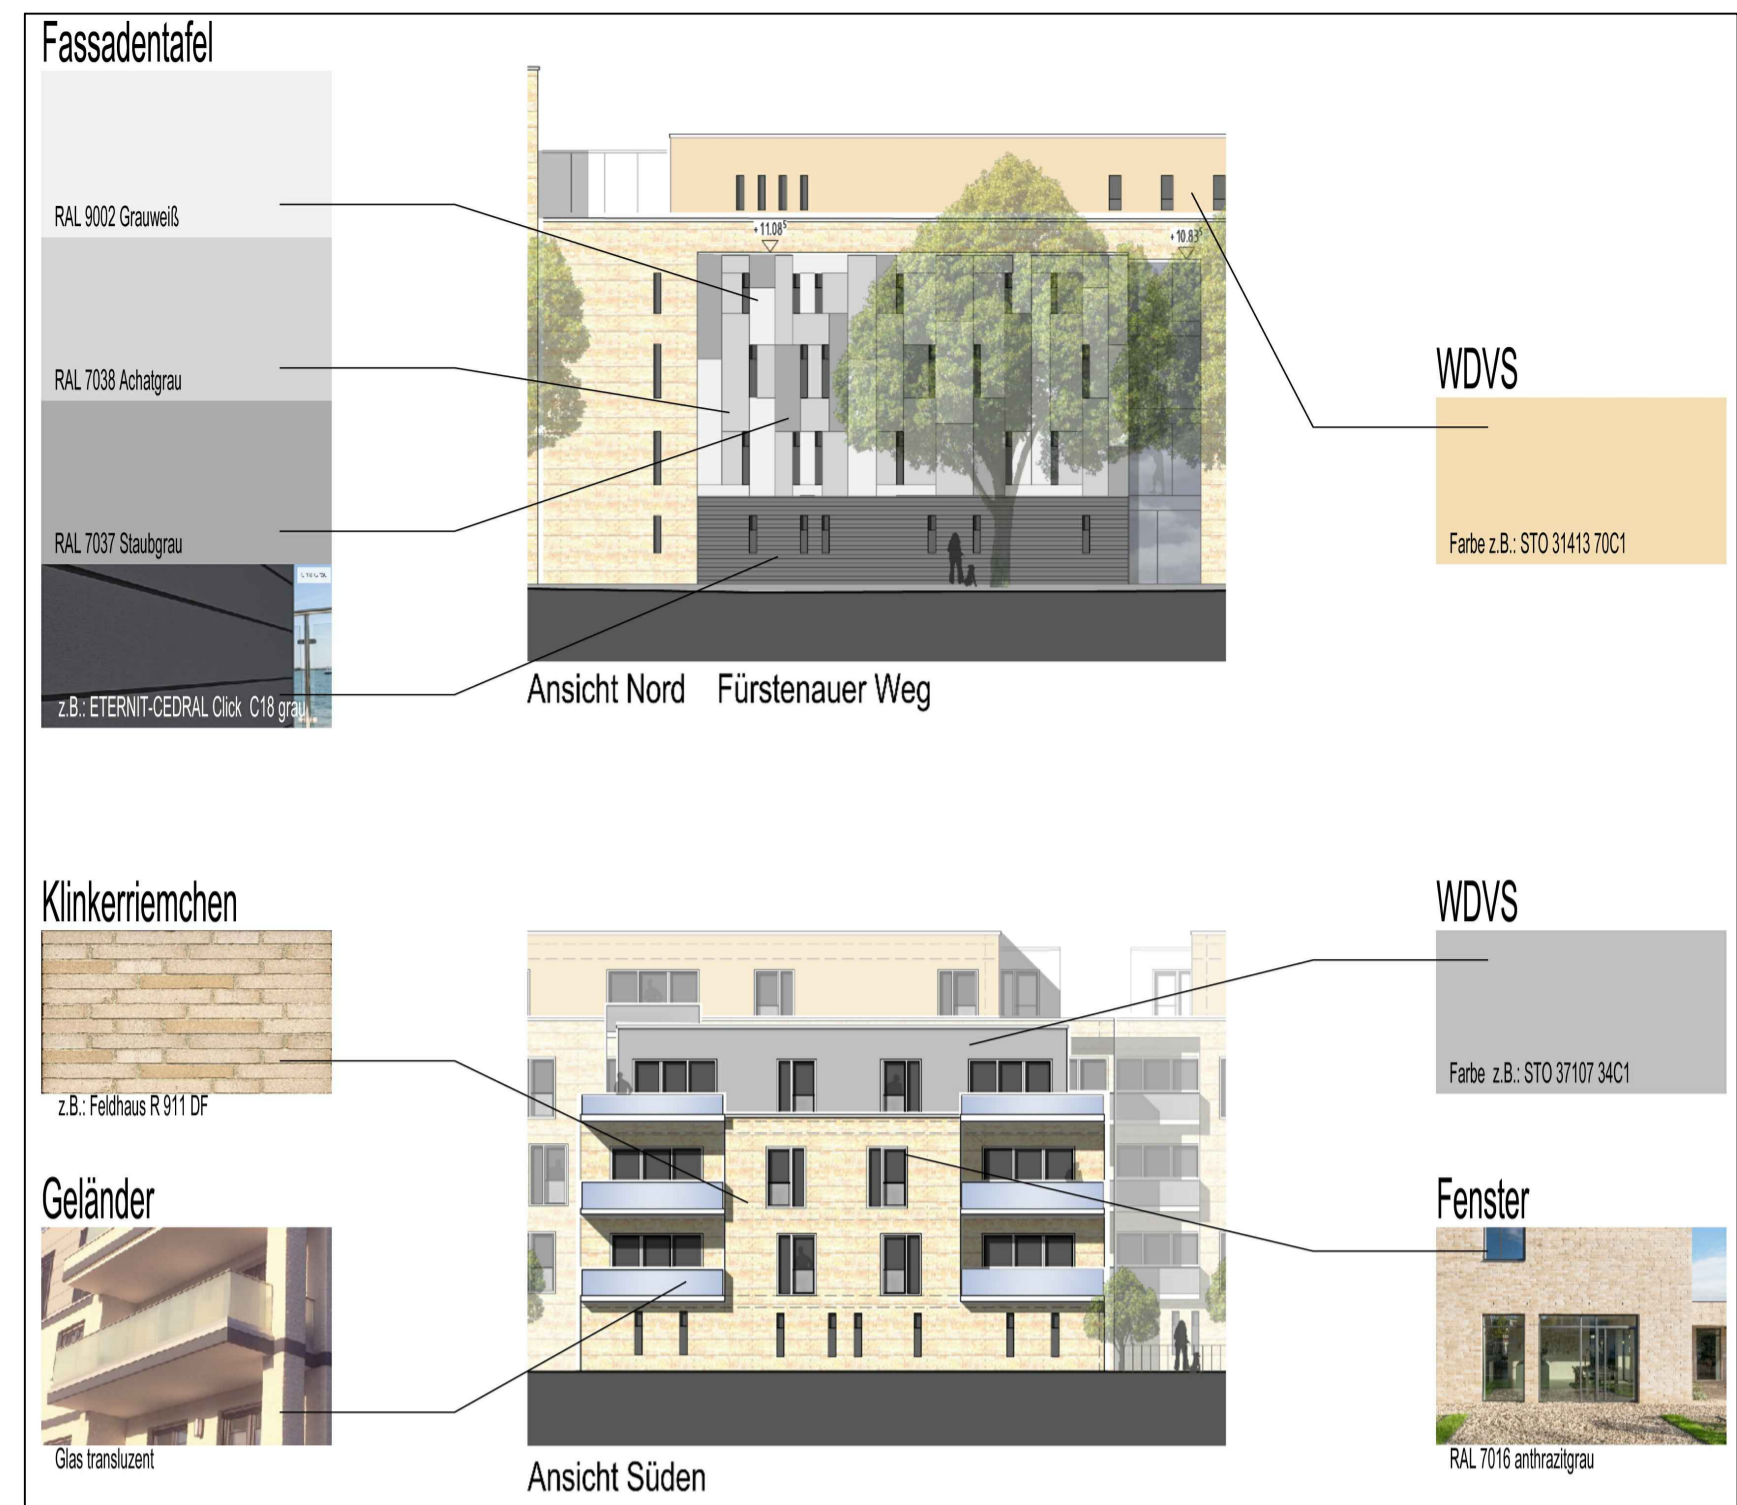 Fassadentafel
RAL 9002 Grauweiß
RAL 7038 Achatgrau
RAL 7037 Staubgrau
z.B.: ETERNIT-CEDRAL Click C18 grau
+11.08⁵
+10.83⁵
Ansicht Nord Fürstenauer Weg
WDVS
Farbe z.B.: STO 31413 70C1
Klinkerriemchen
z.B.: Feldhaus R 911 DF
Geländer
Glas transluzent
Ansicht Süden
WDVS
Farbe z.B.: STO 37107 34C1
Fenster
RAL 7016 anthrazitgrau